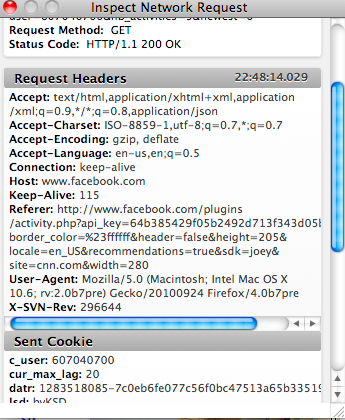 Inspect Network Request
Request Method: GET
Status Code: HTTP/1.1 200 OK
Request Headers 22:48:14.029
Accept: text/html,application/xhtml+xml,application
/xml;q=0.9,*/*;q=0.8,application/json
Accept-Charset: ISO-8859-1,utf-8;q=0.7,*;q=0.7
Accept-Encoding: gzip, deflate
Accept-Language: en-us,en;q=0.5
Connection: keep-alive
Host: www.facebook.com
Keep-Alive: 115
Referer: http://www.facebook.com/plugins
/activity.php?api_key=64b385429f05b2492d713f343d05b
border_color=%23ffffff&header=false&height=205&
locale=en_US&recommendations=true&sdk=joey&
site=cnn.com&width=280
User-Agent: Mozilla/5.0 (Macintosh; Intel Mac OS X
10.6; rv:2.0b7pre) Gecko/20100924 Firefox/4.0b7pre
X-SVN-Rev: 296644
Sent Cookie
c_user: 607040700
cur_max_lag: 20
datr: 1283518085-7c0eb6fe077c56f0bc47513a65b33519
lsd: hyKSD